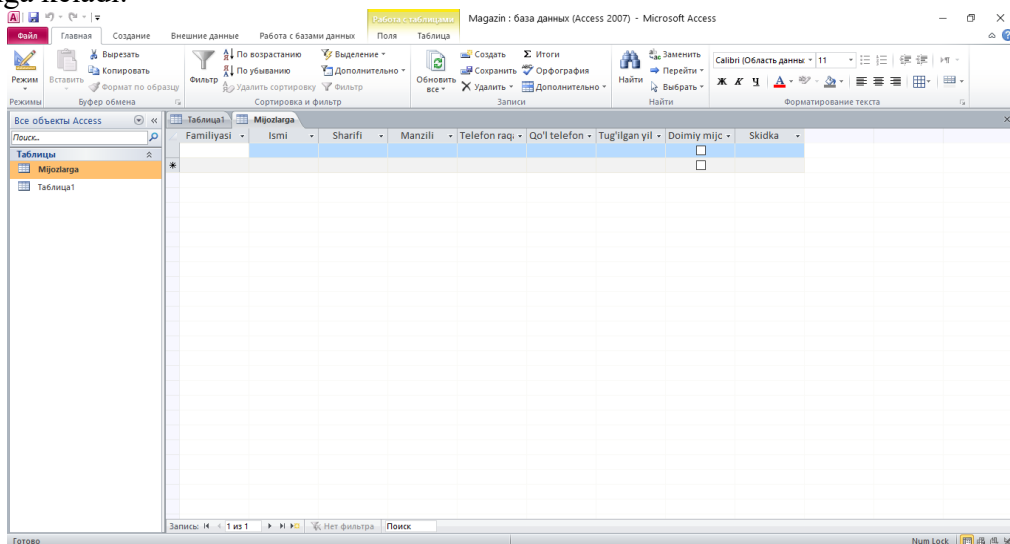 Работа с таблицами Magazin : база данных (Access 2007) - Microsoft Access
Файл Главная Создание Внешние данные Работа с базами данных Поля Таблица
Режим Вставить Вырезать Копировать Формат по образцу
Фильтр По возрастанию По убыванию Удалить сортировку Выделение Дополнительно Фильтр
Обновить все Создать Сохранить Удалить Итоги Орфография Дополнительно
Найти Заменить Перейти Выбрать
Calibri (Область данных 11
Ж К Ч А
Режимы Буфер обмена Сортировка и фильтр Записи Найти Форматирование текста
Все объекты Access Таблица1 Mijozlarga
Поиск...
Familiyasi Ismi Sharifi Manzili Telefon raqa Qo'l telefon Tug'ilgan yil Doimiy mijc Skidka
Таблицы
Mijozlarga
Таблица1
Запись: 1 из 1 Нет фильтра Поиск
Готово Num Lock